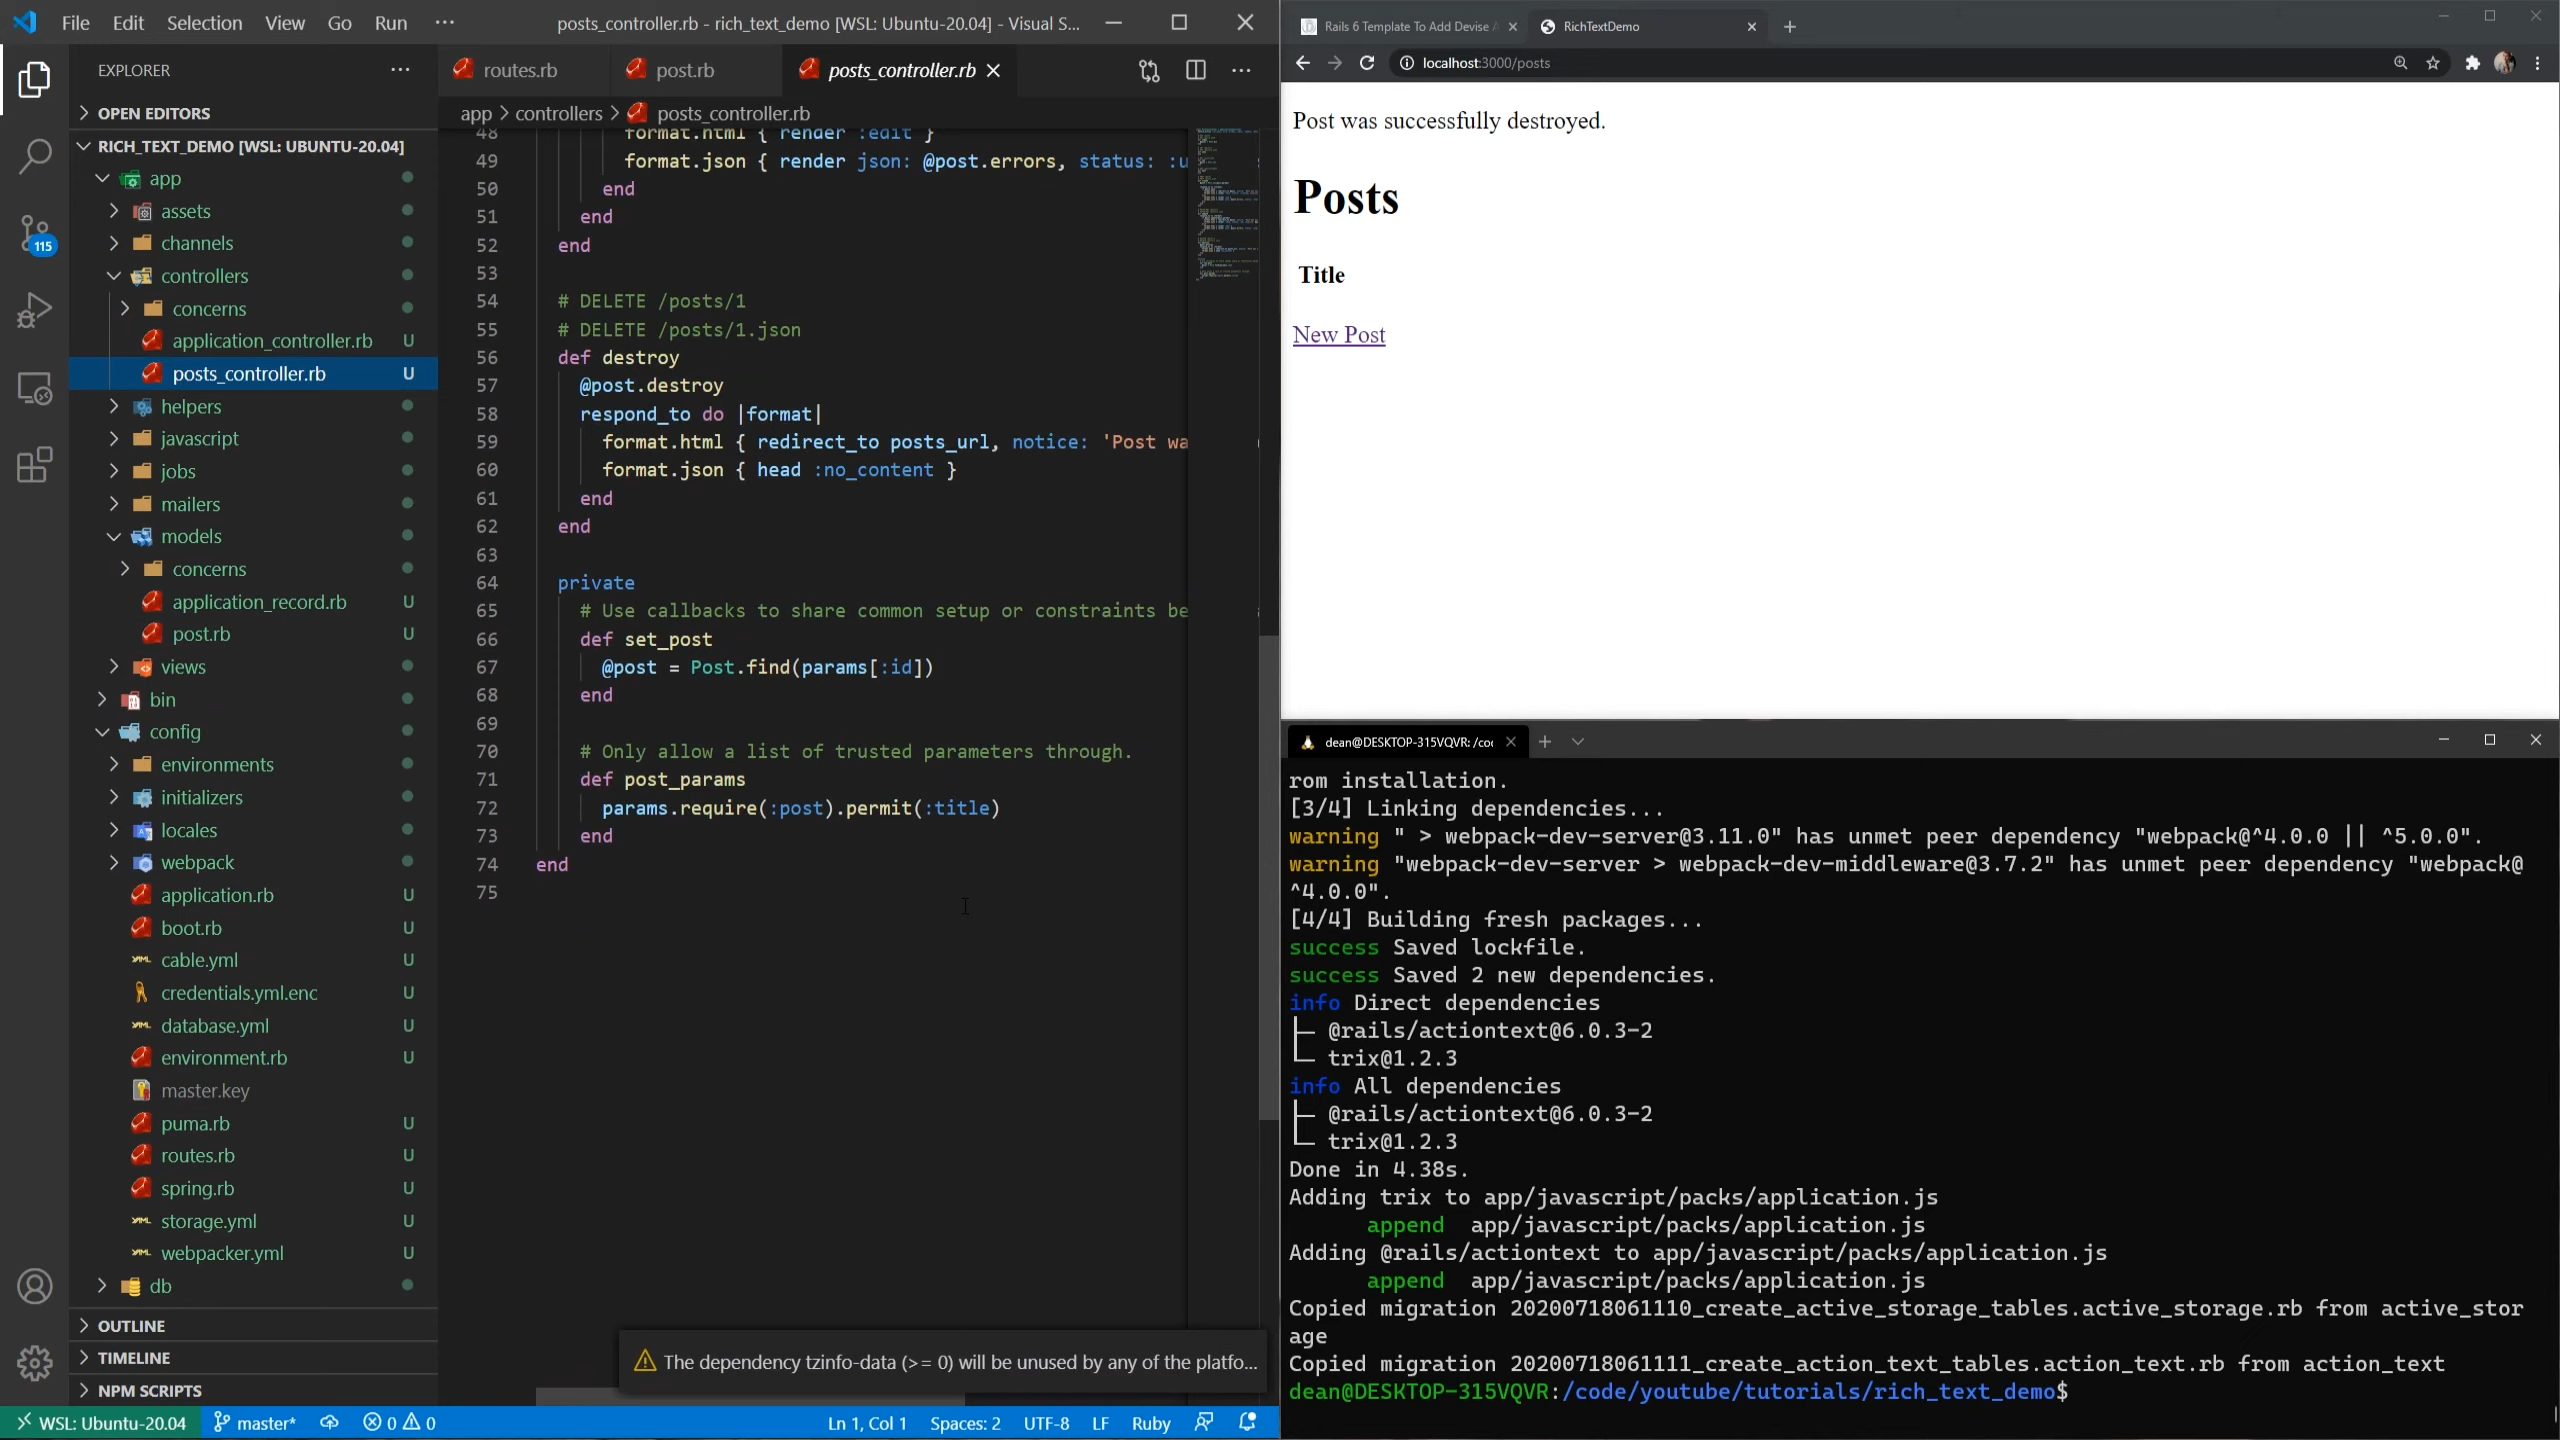 File Edit Selection View Go Run ··· posts_controller.rb - rich_text_demo [WSL: Ubuntu-20.04] - Visual S...
EXPLORER
OPEN EDITORS
RICH_TEXT_DEMO [WSL: UBUNTU-20.04]
app
assets
channels
controllers
concerns
application_controller.rb U
posts_controller.rb U
helpers
javascript
jobs
mailers
models
concerns
application_record.rb U
post.rb U
views
bin
config
environments
initializers
locales
webpack
application.rb U
boot.rb U
cable.yml U
credentials.yml.enc U
database.yml U
environment.rb U
master.key
puma.rb U
routes.rb U
spring.rb U
storage.yml U
webpacker.yml U
db
OUTLINE
TIMELINE
NPM SCRIPTS
115
routes.rb post.rb posts_controller.rb
app > controllers > posts_controller.rb
48 format.html { render :edit }
49 format.json { render json: @post.errors, status: :u
50 end
51 end
52 end
53
54 # DELETE /posts/1
55 # DELETE /posts/1.json
56 def destroy
57 @post.destroy
58 respond_to do |format|
59 format.html { redirect_to posts_url, notice: 'Post wa
60 format.json { head :no_content }
61 end
62 end
63
64 private
65 # Use callbacks to share common setup or constraints be
66 def set_post
67 @post = Post.find(params[:id])
68 end
69
70 # Only allow a list of trusted parameters through.
71 def post_params
72 params.require(:post).permit(:title)
73 end
74 end
75
The dependency tzinfo-data (>= 0) will be unused by any of the platfo...
WSL: Ubuntu-20.04 master* 0 0 Ln 1, Col 1 Spaces: 2 UTF-8 LF Ruby
Rails 6 Template To Add Devise A RichTextDemo
localhost:3000/posts
Post was successfully destroyed.
Posts
Title
New Post
dean@DESKTOP-315VQVR: /co
rom installation.
[3/4] Linking dependencies...
warning " > webpack-dev-server@3.11.0" has unmet peer dependency "webpack@^4.0.0 || ^5.0.0".
warning "webpack-dev-server > webpack-dev-middleware@3.7.2" has unmet peer dependency "webpack@
^4.0.0".
[4/4] Building fresh packages...
success Saved lockfile.
success Saved 2 new dependencies.
info Direct dependencies
├─ @rails/actiontext@6.0.3-2
└─ trix@1.2.3
info All dependencies
├─ @rails/actiontext@6.0.3-2
└─ trix@1.2.3
Done in 4.38s.
Adding trix to app/javascript/packs/application.js
append app/javascript/packs/application.js
Adding @rails/actiontext to app/javascript/packs/application.js
append app/javascript/packs/application.js
Copied migration 20200718061110_create_active_storage_tables.active_storage.rb from active_stor
age
Copied migration 20200718061111_create_action_text_tables.action_text.rb from action_text
dean@DESKTOP-315VQVR:/code/youtube/tutorials/rich_text_demo$